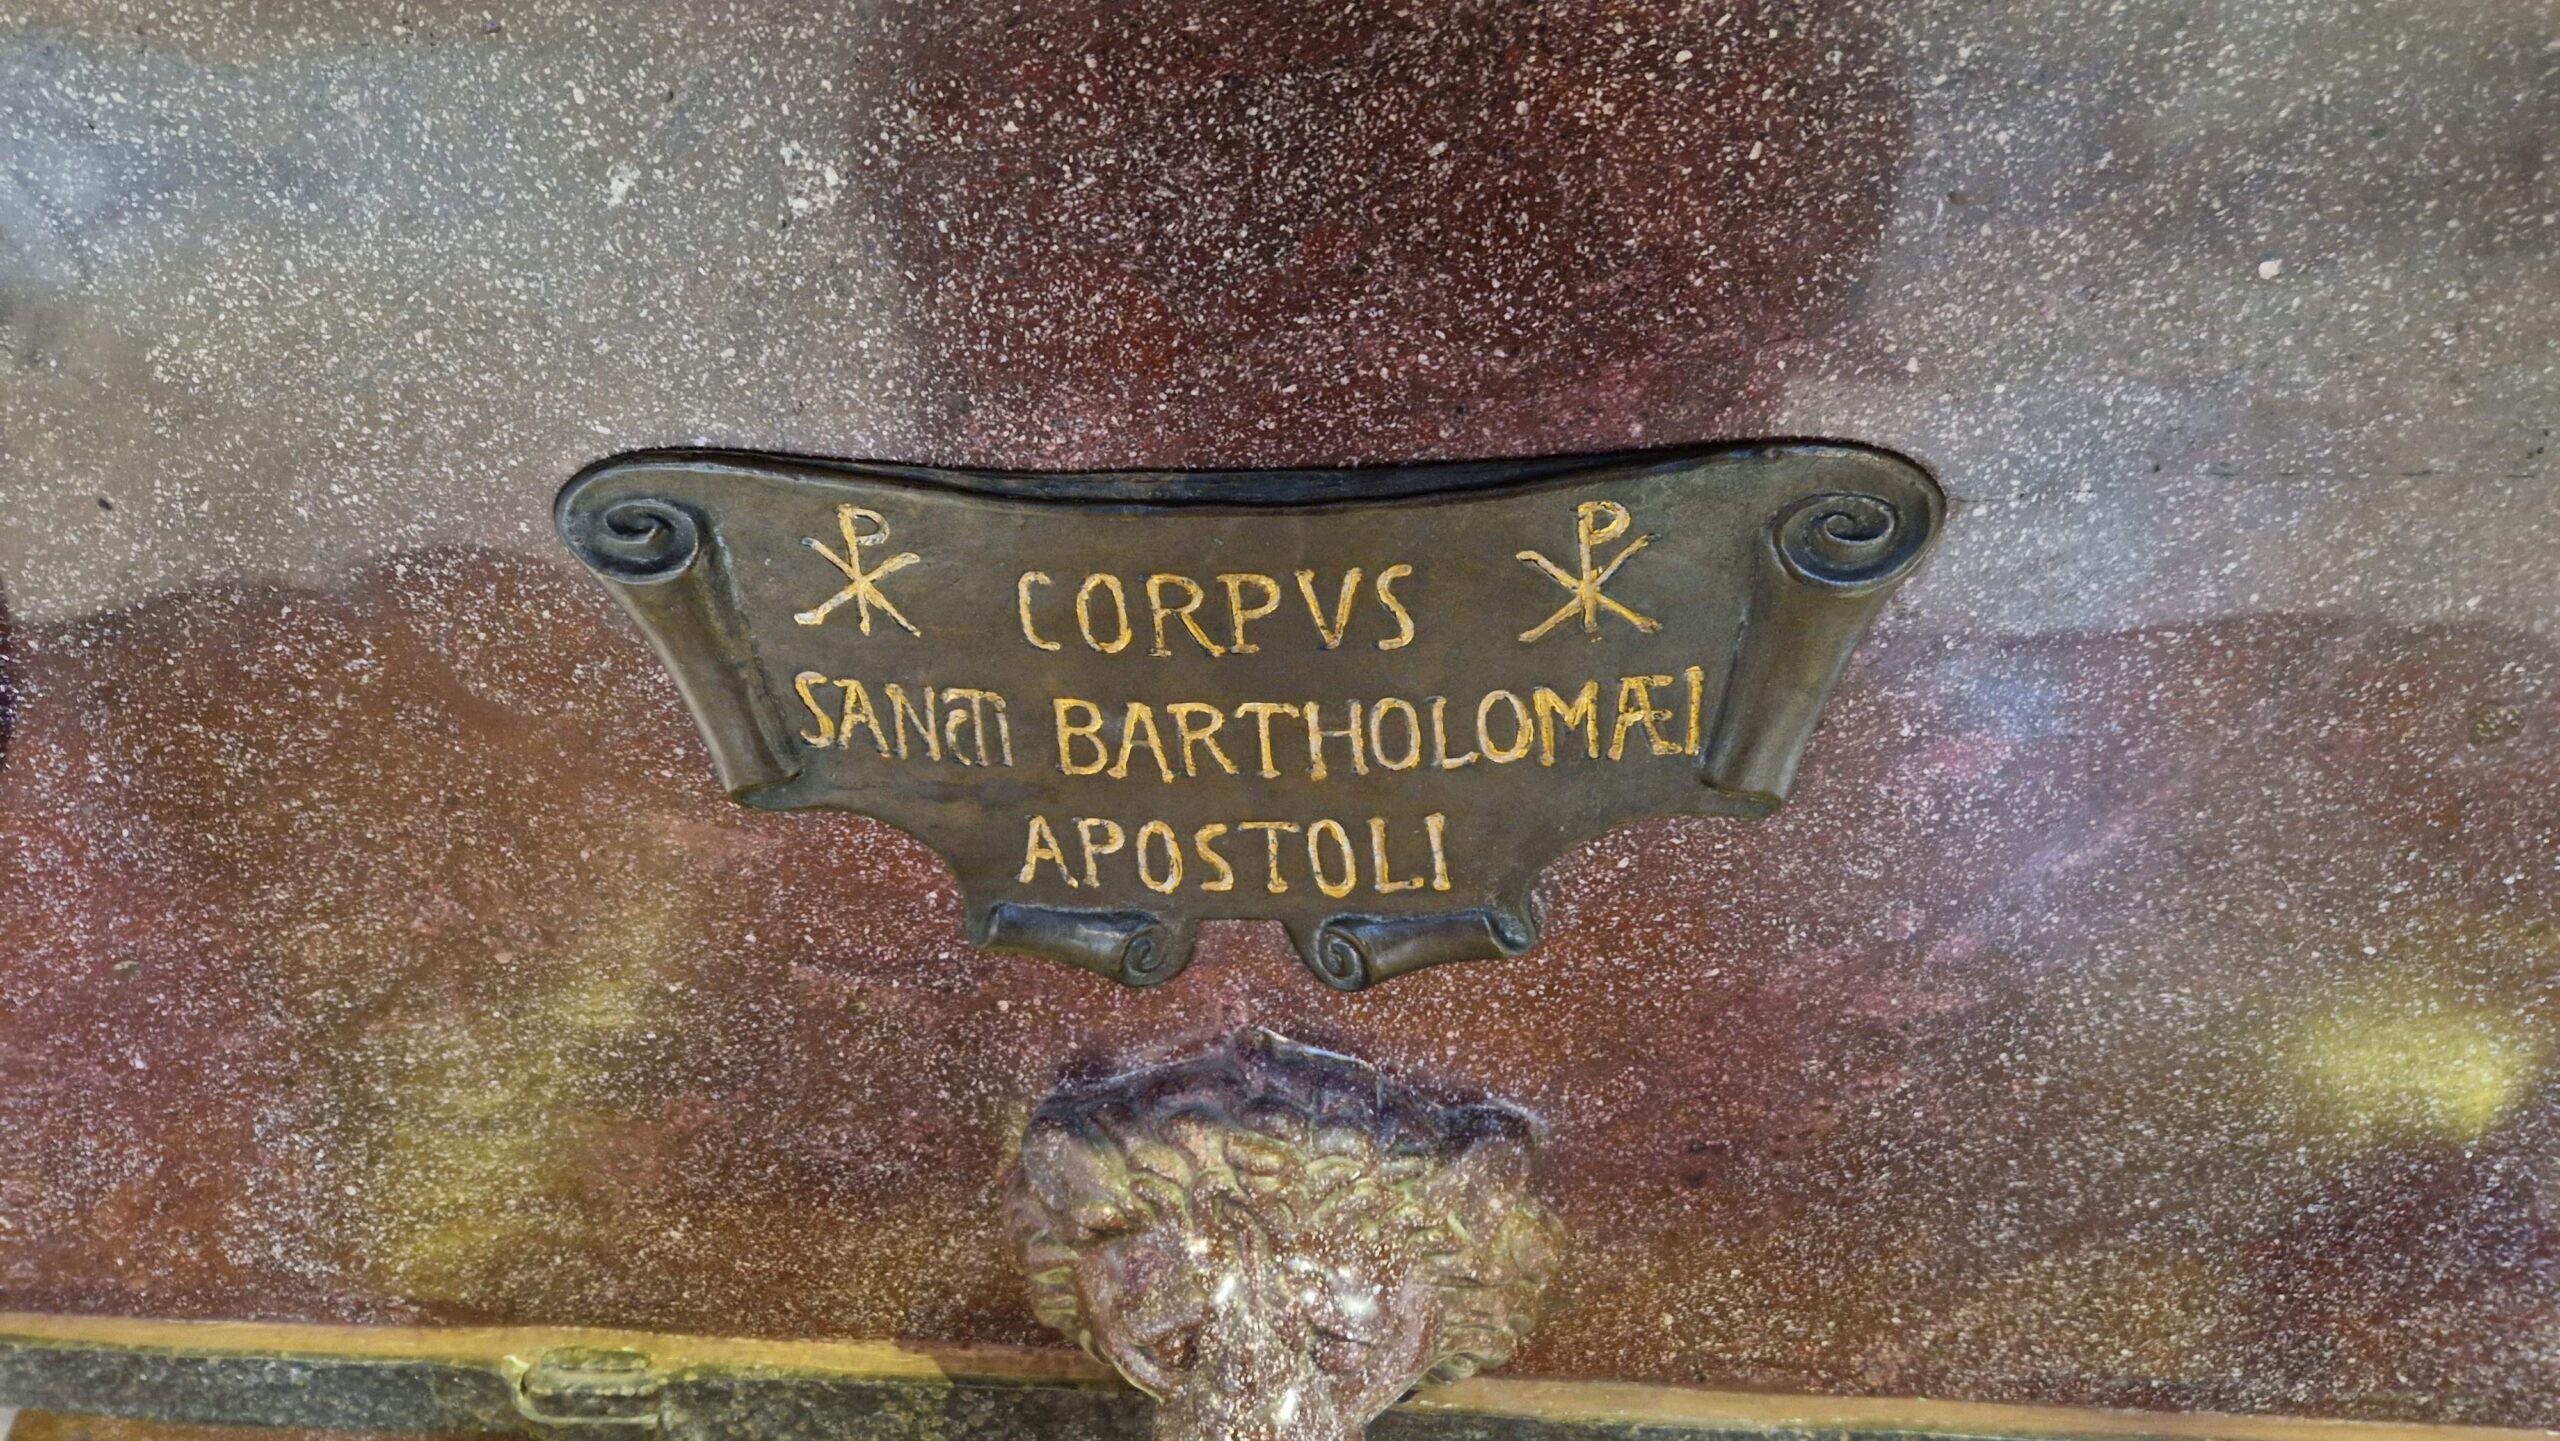 ☧ CORPVS ☧
SANCTI BARTHOLOMÆI
APOSTOLI